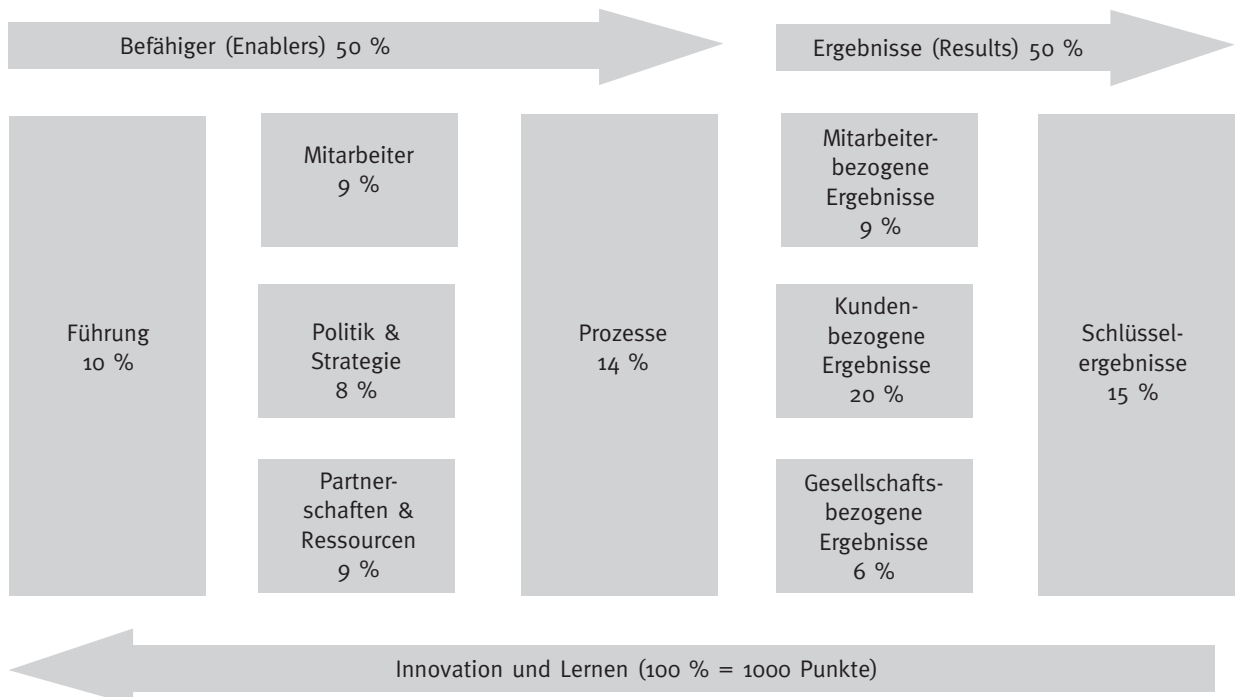 Befähiger (Enablers) 50 %
Ergebnisse (Results) 50 %
Führung
10 %
Mitarbeiter
9 %
Politik &
Strategie
8 %
Partner-
schaften &
Ressourcen
9 %
Prozesse
14 %
Mitarbeiter-
bezogene
Ergebnisse
9 %
Kunden-
bezogene
Ergebnisse
20 %
Gesellschafts-
bezogene
Ergebnisse
6 %
Schlüssel-
ergebnisse
15 %
Innovation und Lernen (100 % = 1000 Punkte)